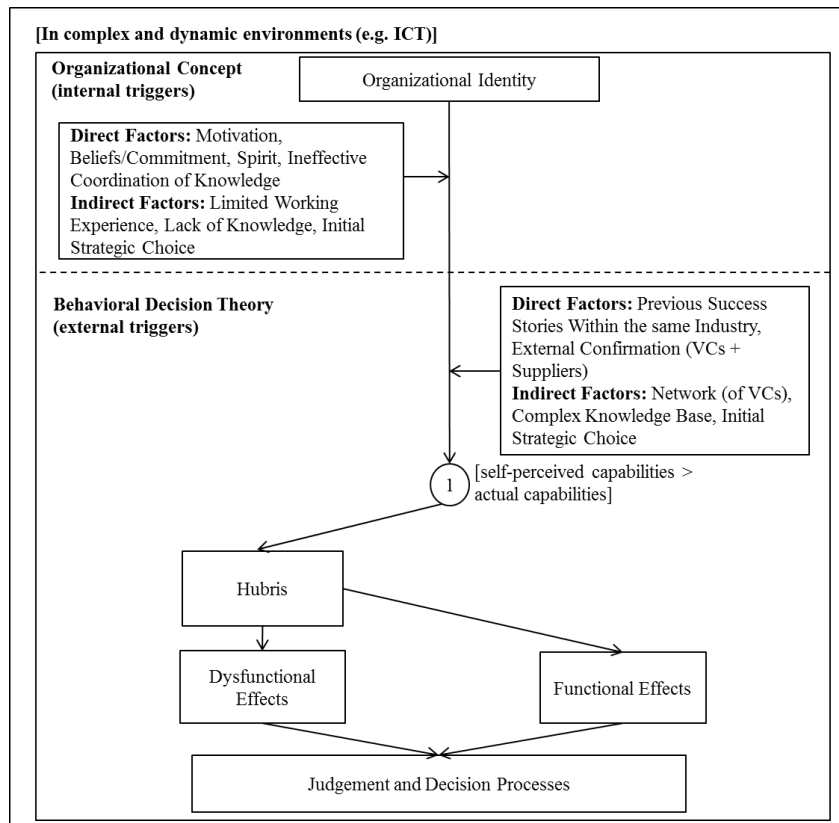 [In complex and dynamic environments (e.g. ICT)]
Organizational Concept
(internal triggers)
Organizational Identity
Direct Factors: Motivation,
Beliefs/Commitment, Spirit, Ineffective
Coordination of Knowledge
Indirect Factors: Limited Working
Experience, Lack of Knowledge, Initial
Strategic Choice
Behavioral Decision Theory
(external triggers)
Direct Factors: Previous Success
Stories Within the same Industry,
External Confirmation (VCs +
Suppliers)
Indirect Factors: Network (of VCs),
Complex Knowledge Base, Initial
Strategic Choice
1
[self-perceived capabilities >
actual capabilities]
Hubris
Dysfunctional
Effects
Functional Effects
Judgement and Decision Processes